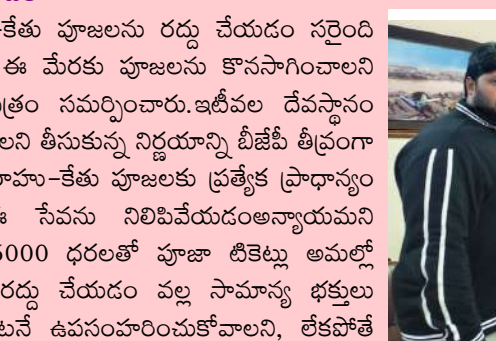 -కేతు పూజలను రద్దు చేయడం సరైంది
ఈ మేరకు పూజలను కొనసాగించాలని
త్రం సమర్పించారు.ఇటీవల దేవస్థానం
లని తీసుకున్న నిర్ణయాన్ని బీజేపీ తీవ్రంగా
రాహు-కేతు పూజలకు ప్రత్యేక ప్రాధాన్యం
సేవను నిలిపివేయడంఅన్యాయమని
5000 ధరలతో పూజా టికెట్లు అమల్లో
రద్దు చేయడం వల్ల సామాన్య భక్తులు
టనే ఉపసంహరించుకోవాలని, లేకపోతే